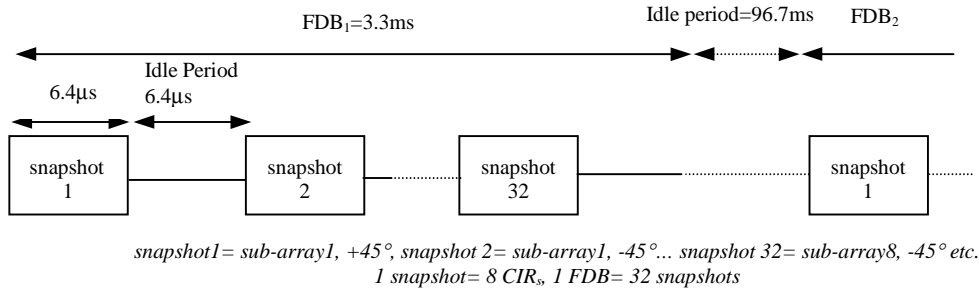 FDB₁=3.3ms
Idle period=96.7ms
FDB₂
Idle Period
6.4µs
6.4µs
snapshot
1
snapshot
2
snapshot
32
snapshot
1
snapshot1= sub-array1, +45°, snapshot 2= sub-array1, -45°... snapshot 32= sub-array8, -45° etc.
1 snapshot= 8 CIRₛ, 1 FDB= 32 snapshots